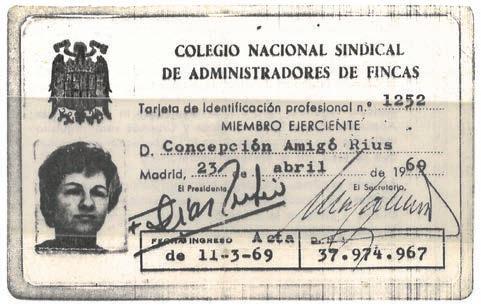 COLEGIO NACIONAL SINDICAL
DE ADMINISTRADORES DE FINCAS
Tarjeta de Identificación profesional n.º 1252
MIEMBRO EJERCIENTE
D. Concepción Amigó Rius
Madrid, 23 de abril de 1969
El Presidente, El Secretario,
FECHA INGRESO Acta
de 11-3-69 37.974.967